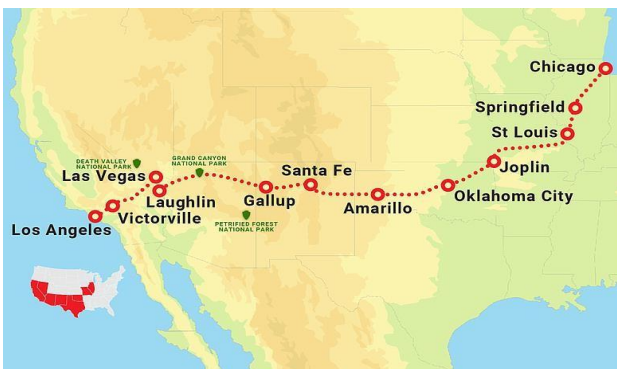 Chicago
Springfield
St Louis
Joplin
Oklahoma City
Amarillo
Santa Fe
Gallup
GRAND CANYON
NATIONAL PARK
PETRIFIED FOREST
NATIONAL PARK
DEATH VALLEY
NATIONAL PARK
Las Vegas
Laughlin
Victorville
Los Angeles